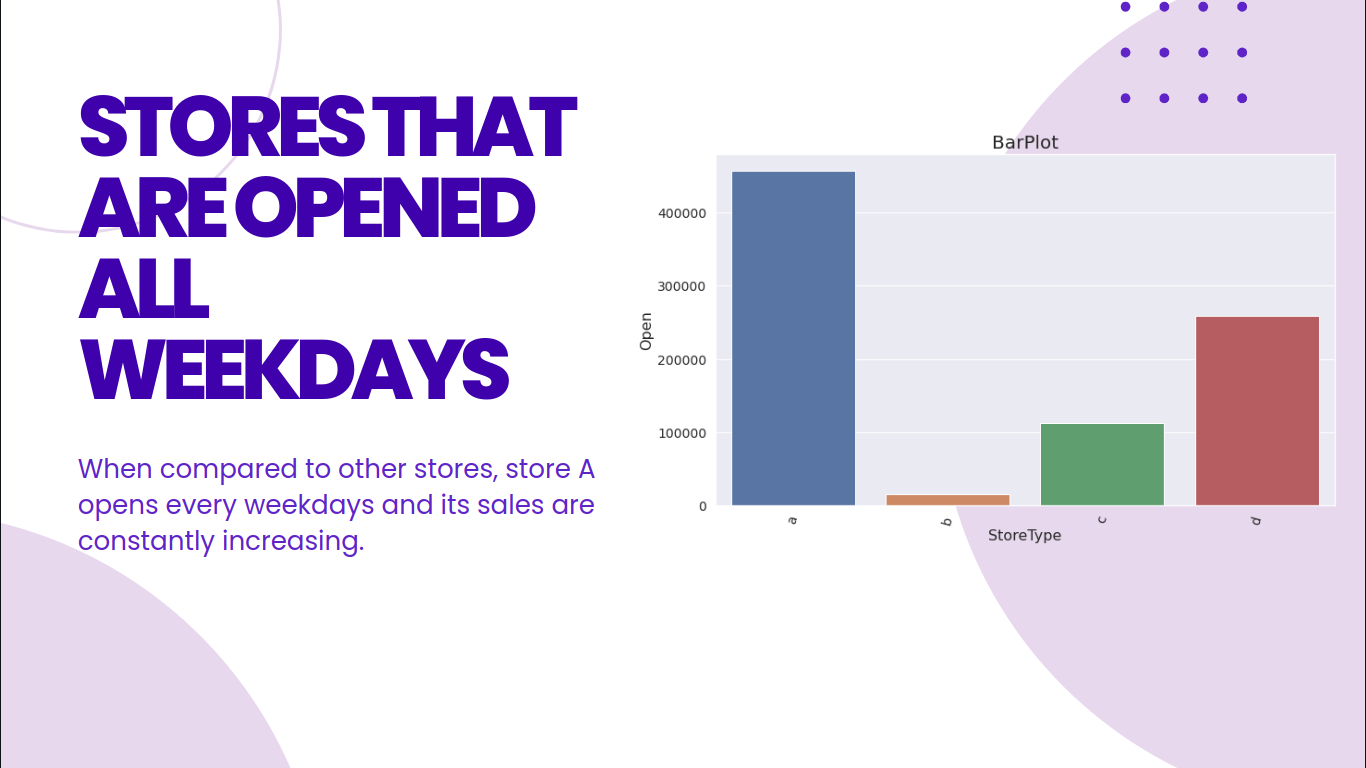 STORES THAT
ARE OPENED
ALL
WEEKDAYS
When compared to other stores, store A
opens every weekdays and its sales are
constantly increasing.
BarPlot
Open
400000
300000
200000
100000
0
a
b
c
d
StoreType